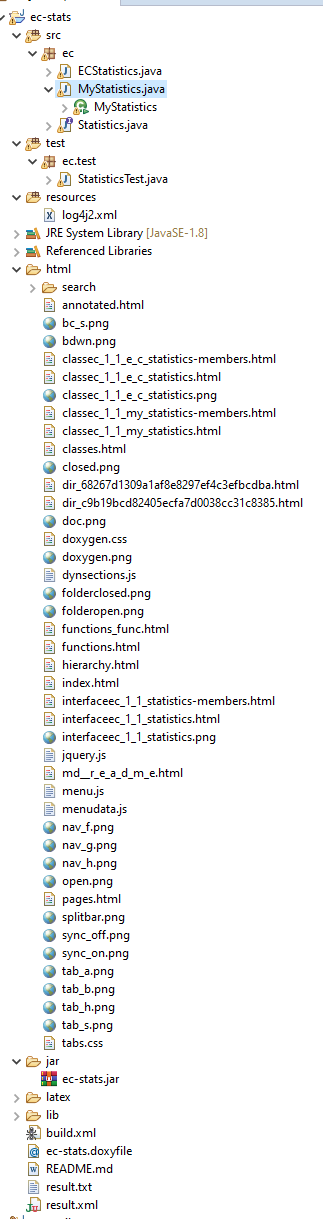 ec-stats
src
ec
ECStatistics.java
MyStatistics.java
MyStatistics
Statistics.java
test
ec.test
StatisticsTest.java
resources
log4j2.xml
JRE System Library [JavaSE-1.8]
Referenced Libraries
html
search
annotated.html
bc_s.png
bdwn.png
classec_1_1_e_c_statistics-members.html
classec_1_1_e_c_statistics.html
classec_1_1_e_c_statistics.png
classec_1_1_my_statistics-members.html
classec_1_1_my_statistics.html
classes.html
closed.png
dir_68267d1309a1af8e8297ef4c3efbcdba.html
dir_c9b19bcd82405ecfa7d0038cc31c8385.html
doc.png
doxygen.css
doxygen.png
dynsections.js
folderclosed.png
folderopen.png
functions_func.html
functions.html
hierarchy.html
index.html
interfaceec_1_1_statistics-members.html
interfaceec_1_1_statistics.html
interfaceec_1_1_statistics.png
jquery.js
md__r_e_a_d_m_e.html
menu.js
menudata.js
nav_f.png
nav_g.png
nav_h.png
open.png
pages.html
splitbar.png
sync_off.png
sync_on.png
tab_a.png
tab_b.png
tab_h.png
tab_s.png
tabs.css
jar
ec-stats.jar
latex
lib
build.xml
ec-stats.doxyfile
README.md
result.txt
result.xml